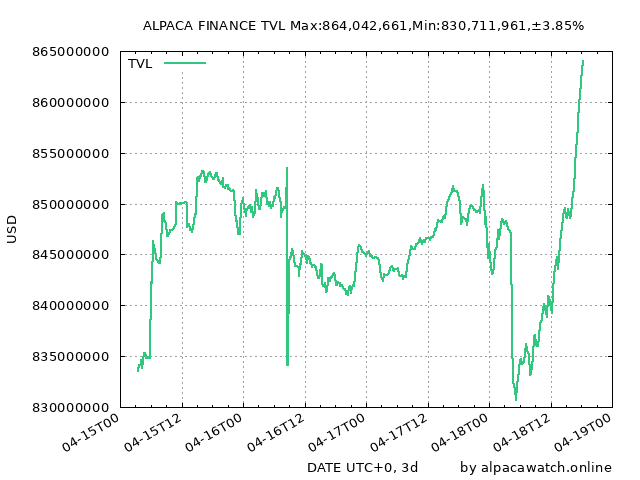 ALPACA FINANCE TVL Max:864,042,661,Min:830,711,961,±3.85%
TVL
865000000
860000000
855000000
850000000
845000000
840000000
835000000
830000000
USD
04-15T00
04-15T12
04-16T00
04-16T12
04-17T00
04-17T12
04-18T00
04-18T12
04-19T00
DATE UTC+0, 3d
by alpacawatch.online